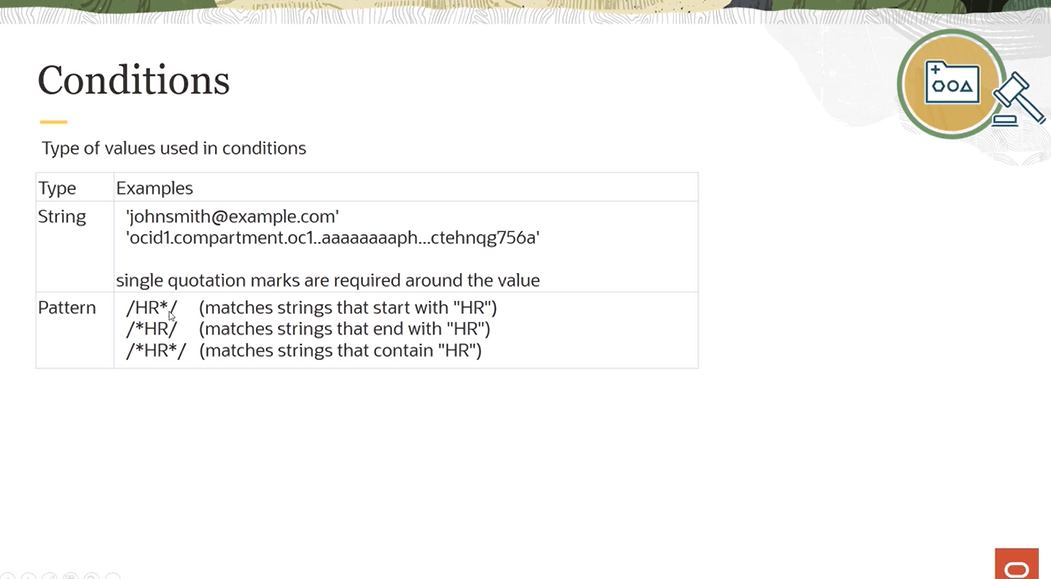 Conditions
Type of values used in conditions
Type Examples
String 'johnsmith@example.com'
'ocid1.compartment.oc1..aaaaaaaaph...ctehnqg756a'
single quotation marks are required around the value
Pattern /HR*/ (matches strings that start with "HR")
/*HR/ (matches strings that end with "HR")
/*HR*/ (matches strings that contain "HR")